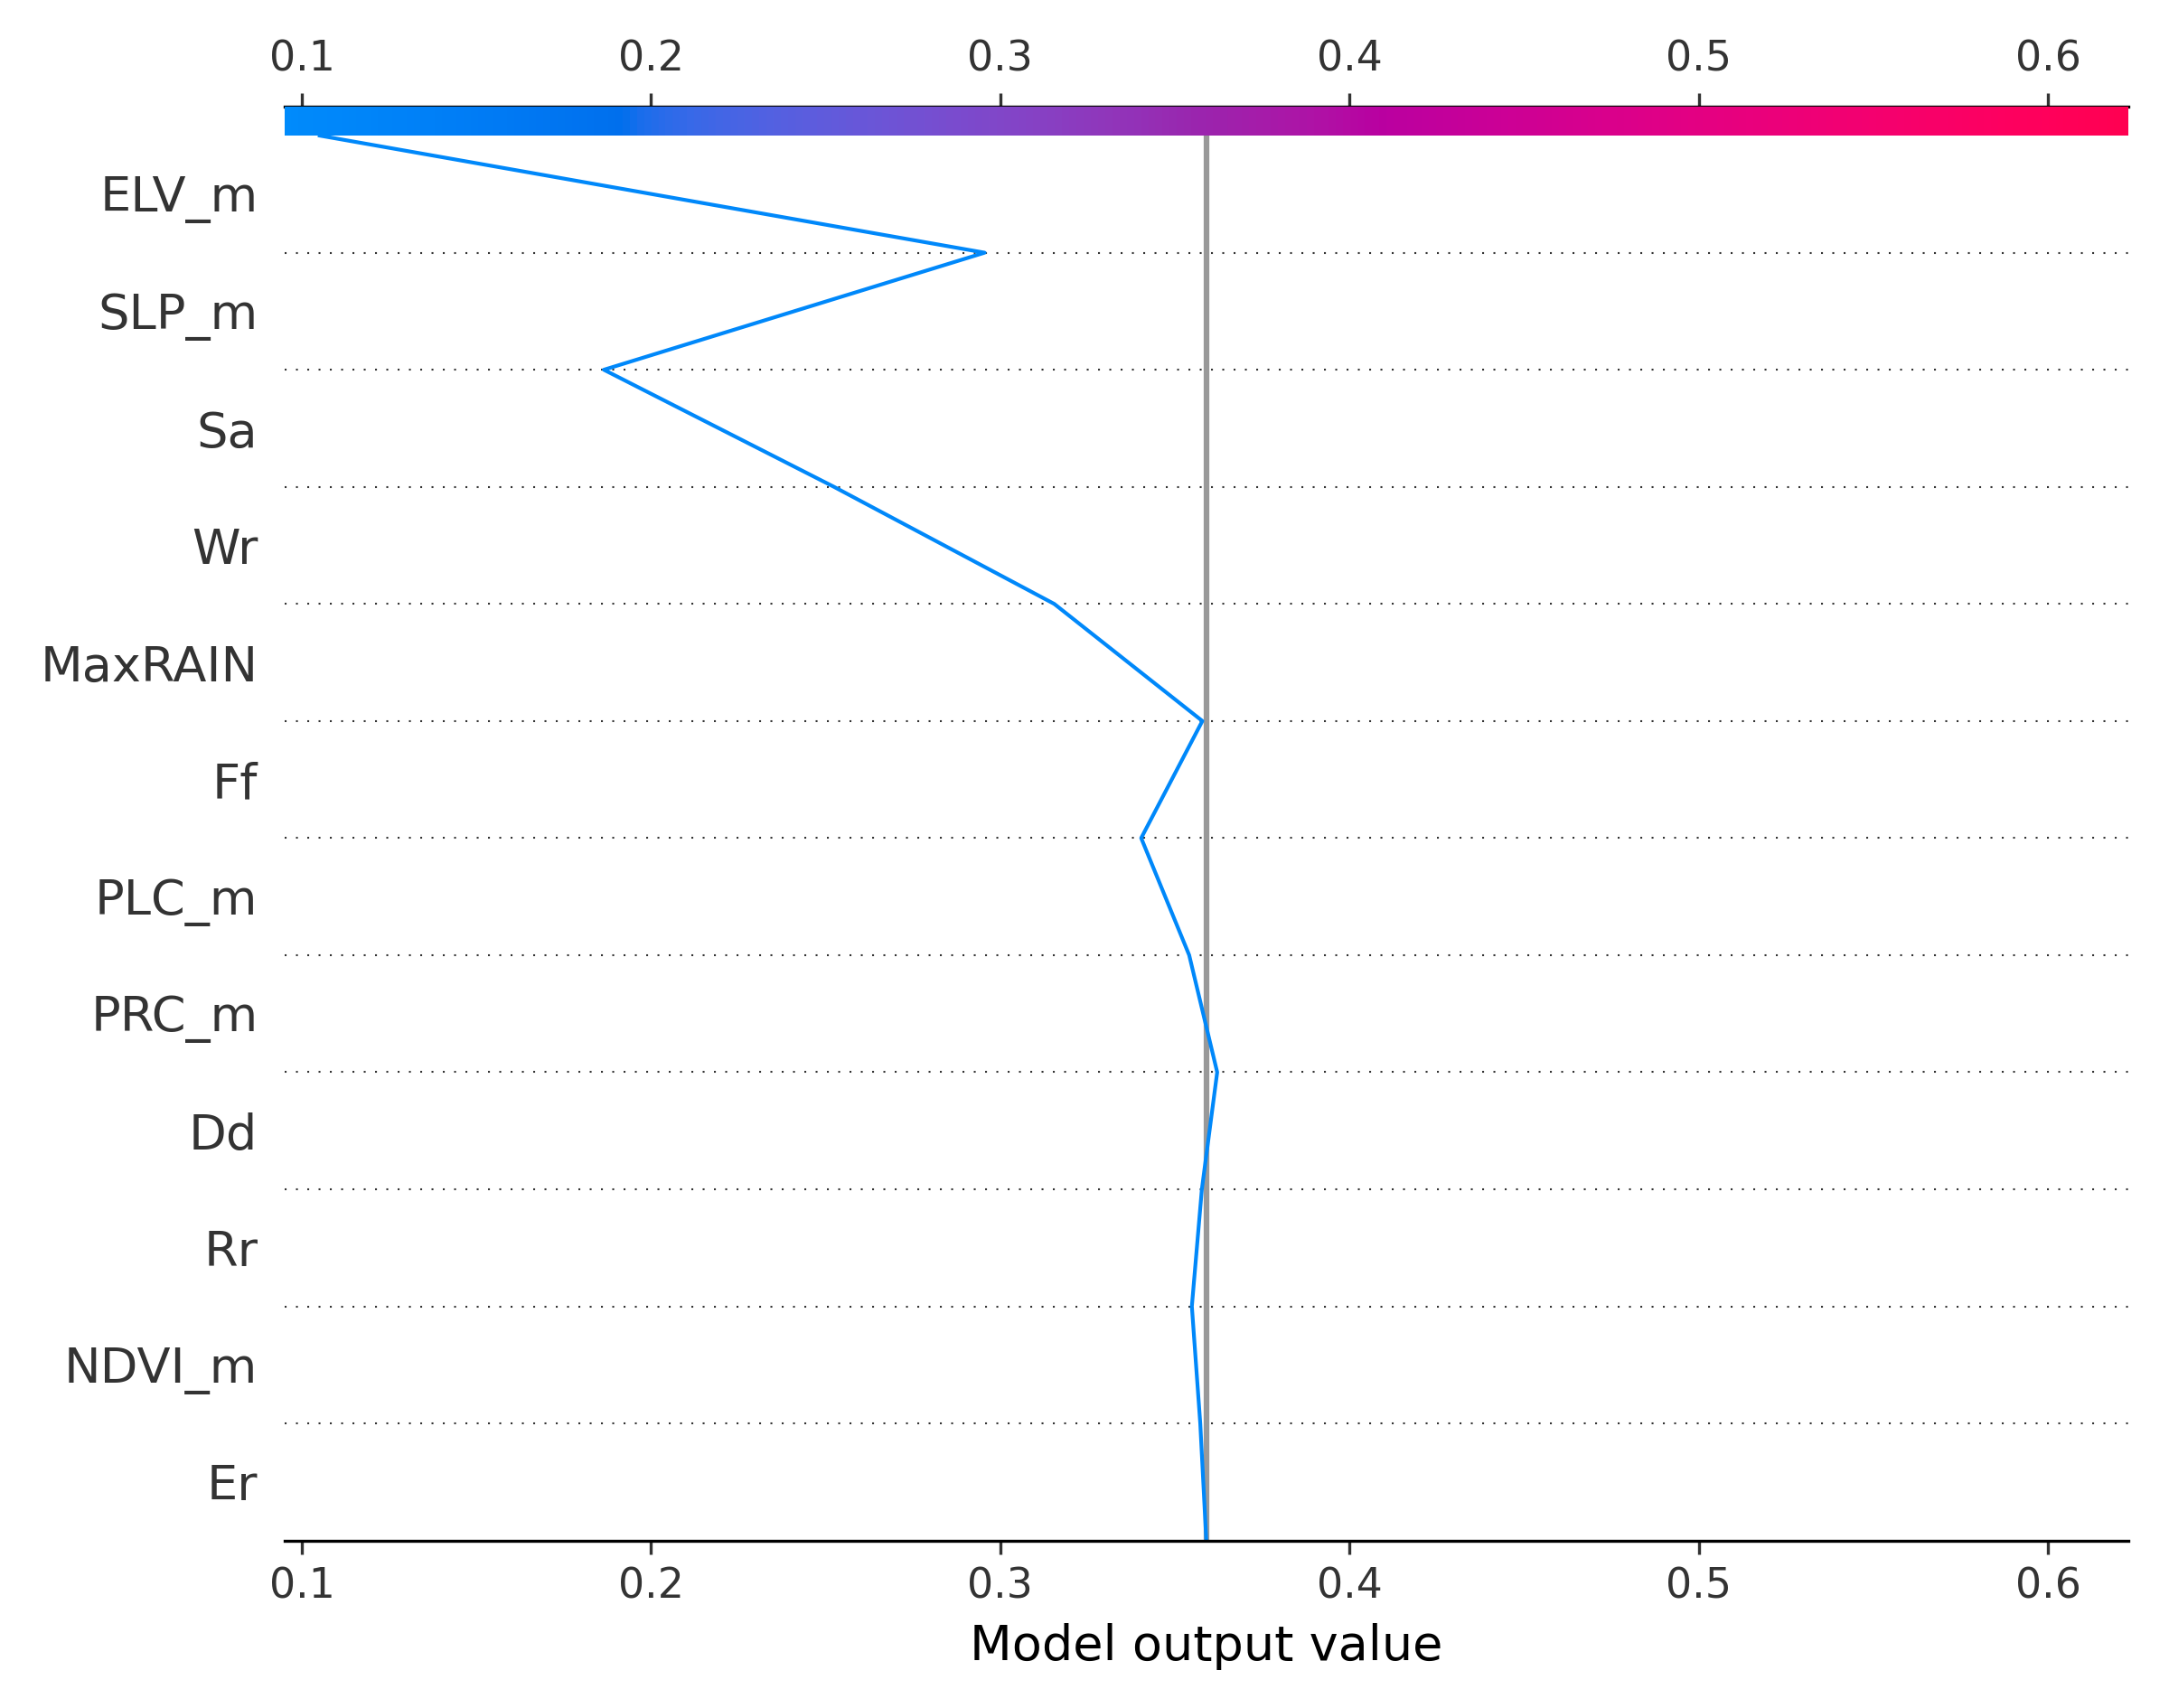 0.1 0.2 0.3 0.4 0.5 0.6
ELV_m
SLP_m
Sa
Wr
MaxRAIN
Ff
PLC_m
PRC_m
Dd
Rr
NDVI_m
Er
0.1 0.2 0.3 0.4 0.5 0.6
Model output value